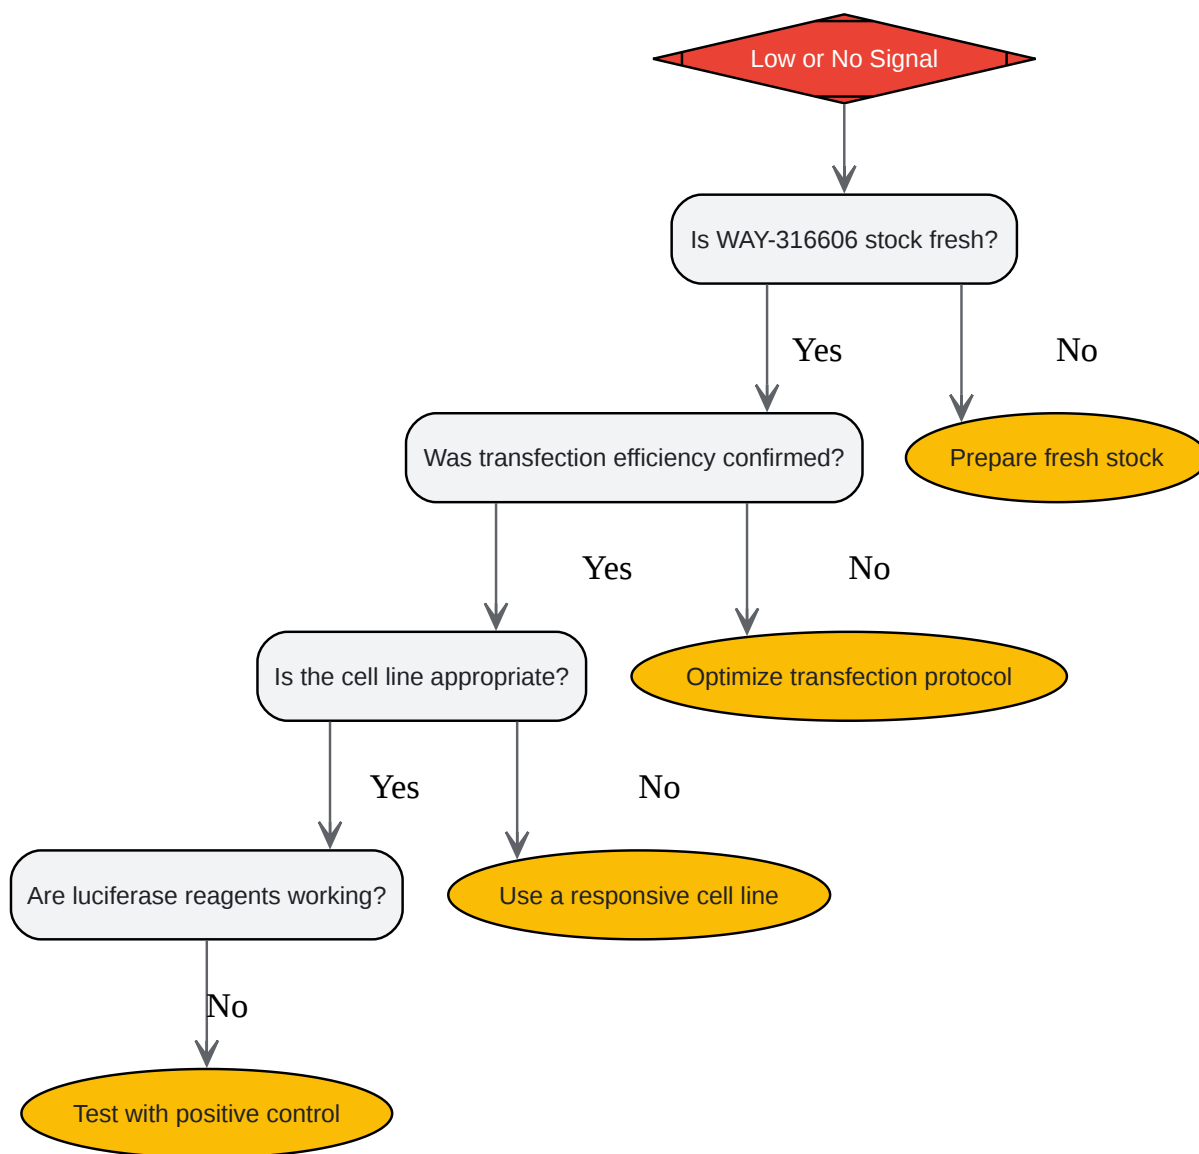 Low or No Signal
Is WAY-316606 stock fresh?
Yes
No
Was transfection efficiency confirmed?
Prepare fresh stock
Yes
No
Is the cell line appropriate?
Optimize transfection protocol
Yes
No
Are luciferase reagents working?
Use a responsive cell line
No
Test with positive control